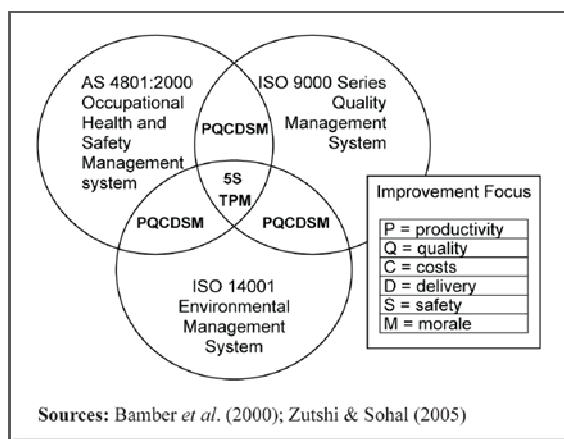 AS 4801:2000
Occupational
Health and
Safety
Management
system
ISO 9000 Series
Quality
Management
System
PQCDSM
5S
TPM
PQCDSM
PQCDSM
ISO 14001
Environmental
Management
System
Improvement Focus
P = productivity
Q = quality
C = costs
D = delivery
S = safety
M = morale
Sources: Bamber et al. (2000); Zutshi & Sohal (2005)